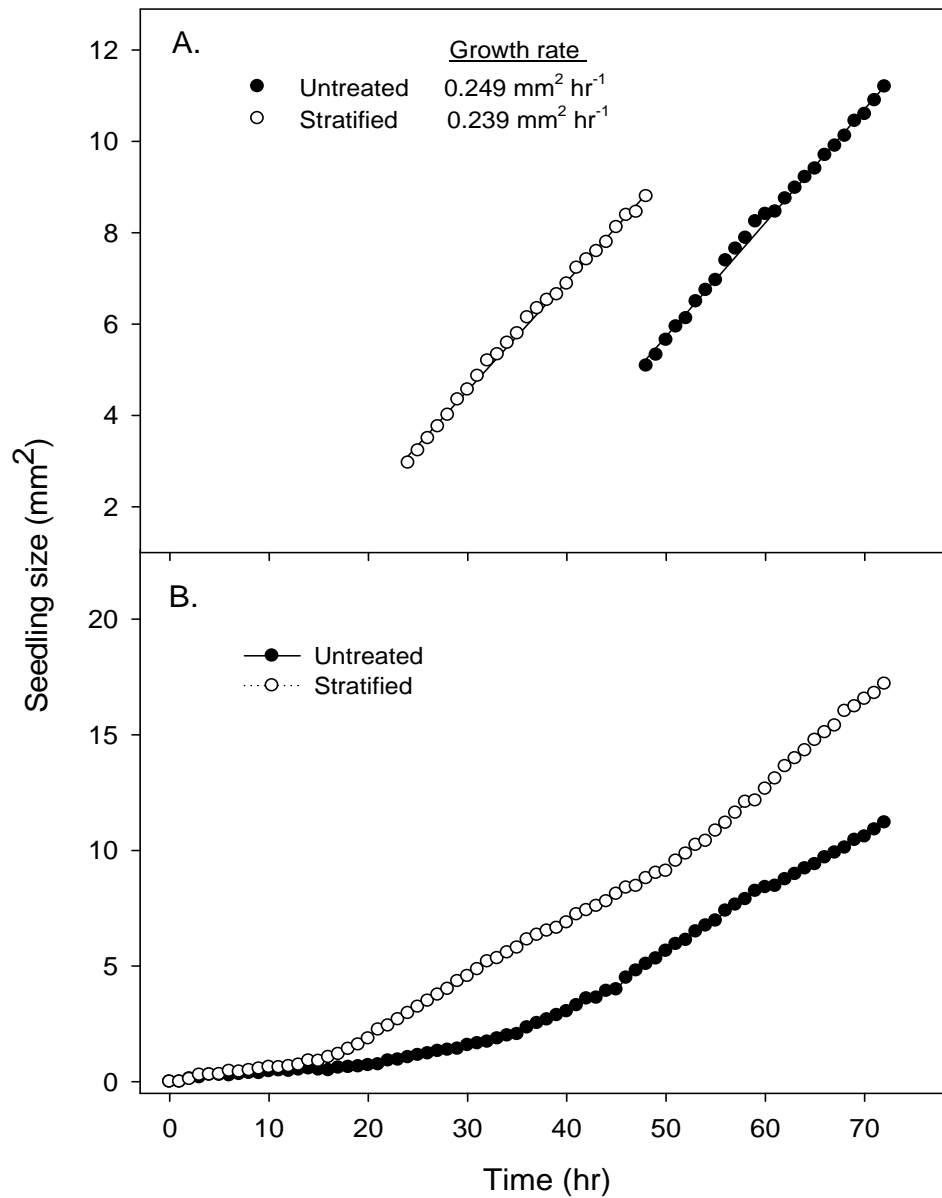 A.
Growth rate
Untreated 0.249 mm² hr⁻¹
Stratified 0.239 mm² hr⁻¹
12
10
8
6
4
2
Seedling size (mm²)
B.
Untreated
Stratified
20
15
10
5
0
0 10 20 30 40 50 60 70
Time (hr)